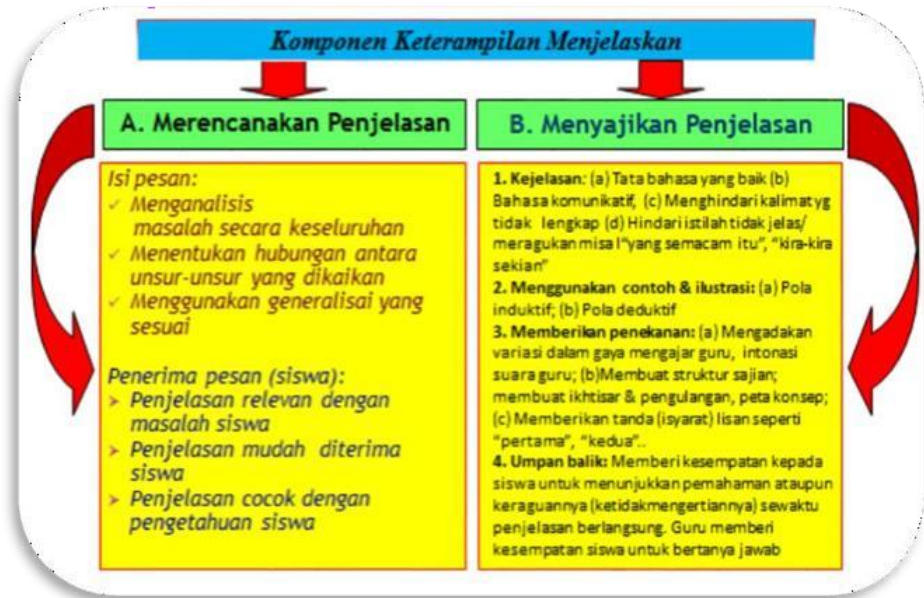 Komponen Keterampilan Menjelaskan
A. Merencanakan Penjelasan
Isi pesan:
✓ Menganalisis
masalah secara keseluruhan
✓ Menentukan hubungan antara
unsur-unsur yang dikaikan
✓ Menggunakan generalisai yang
sesuai
Penerima pesan (siswa):
➢ Penjelasan relevan dengan
masalah siswa
➢ Penjelasan mudah diterima
siswa
➢ Penjelasan cocok dengan
pengetahuan siswa
B. Menyajikan Penjelasan
1. Kejelasan: (a) Tata bahasa yang baik (b)
Bahasa komunikatif, (c) Menghindari kalimat yg
tidak lengkap (d) Hindari istilah tidak jelas/
meragukan misal "yang semacam itu", "kira-kira
sekian"
2. Menggunakan contoh & ilustrasi: (a) Pola
induktif; (b) Pola deduktif
3. Memberikan penekanan: (a) Mengadakan
variasi dalam gaya mengajar guru, intonasi
suara guru; (b)Membuat struktur sajian;
membuat ikhtisar & pengulangan, peta konsep;
(c) Memberikan tanda (isyarat) lisan seperti
"pertama", "kedua"..
4. Umpan balik: Memberi kesempatan kepada
siswa untuk menunjukkan pemahaman ataupun
keraguannya (ketidakmengertiannya) sewaktu
penjelasan berlangsung. Guru memberi
kesempatan siswa untuk bertanya jawab